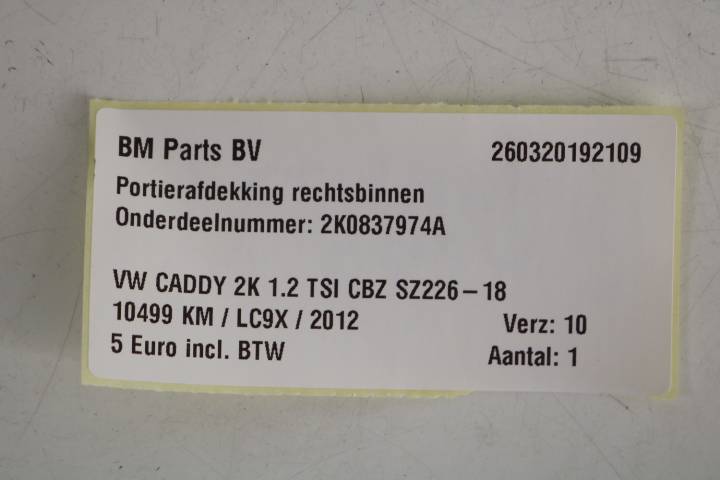 BM Parts BV 260320192109
Portierafdekking rechtsbinnen
Onderdeelnummer: 2K0837974A
VW CADDY 2K 1.2 TSI CBZ SZ226-18
10499 KM / LC9X / 2012 Verz: 10
5 Euro incl. BTW Aantal: 1